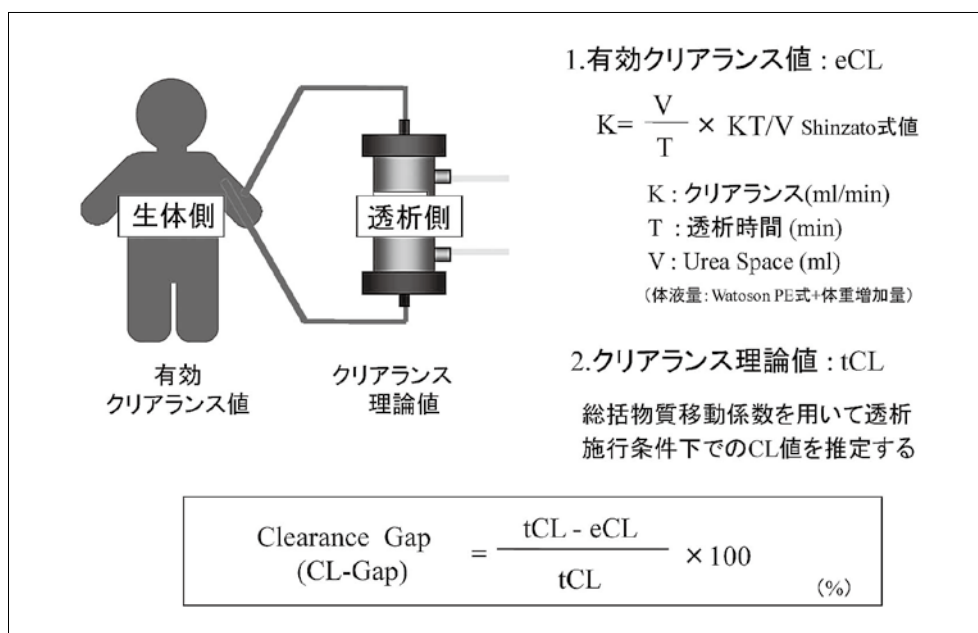 生体側
透析側
有効
クリアランス値
クリアランス
理論値
1.有効クリアランス値 : eCL
K= V/T × KT/V Shinzato式値
K : クリアランス(ml/min)
T : 透析時間 (min)
V : Urea Space (ml)
(体液量: Watoson PE式+体重増加量)
2.クリアランス理論値 : tCL
総括物質移動係数を用いて透析
施行条件下でのCL値を推定する
Clearance Gap
(CL-Gap)
= tCL - eCL / tCL ×100
(%)